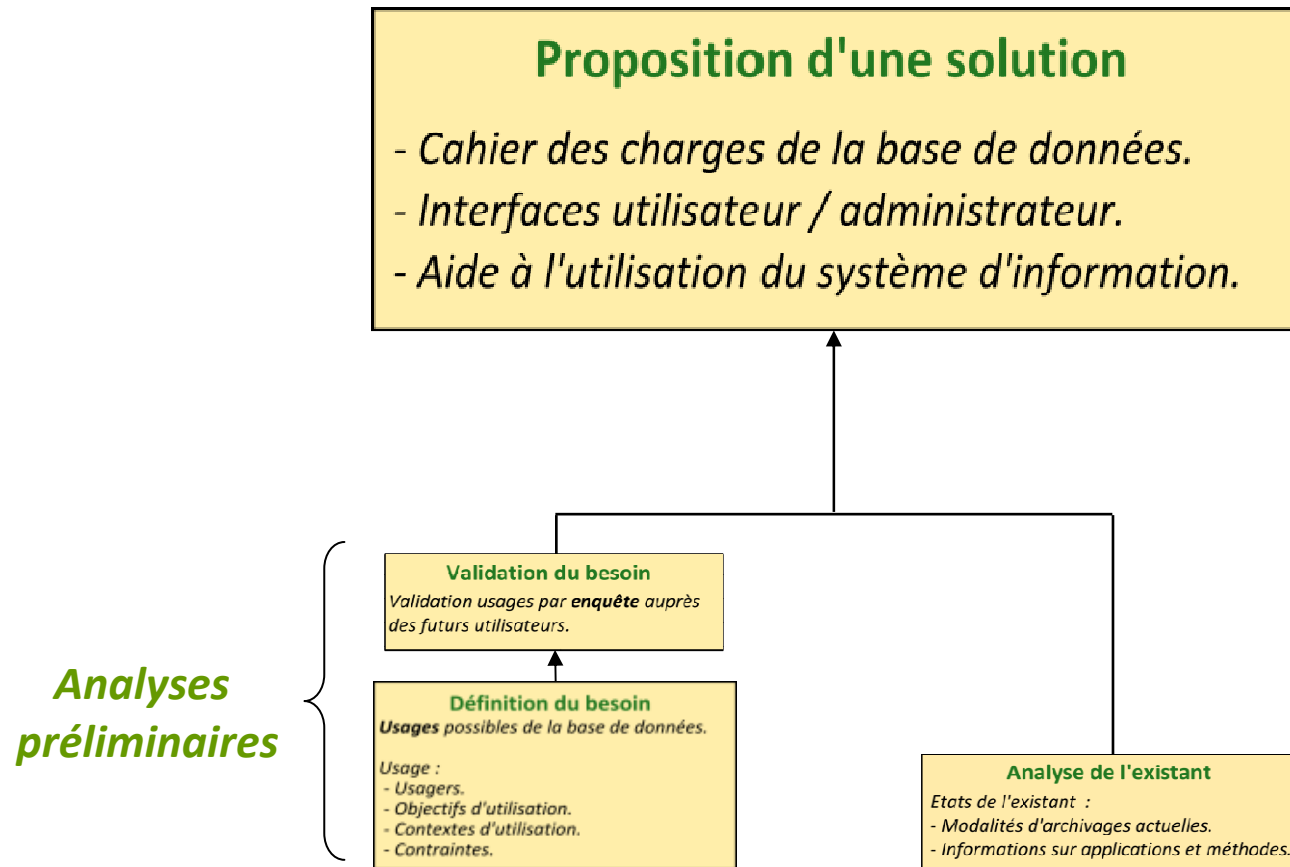 Proposition d'une solution
- Cahier des charges de la base de données.
- Interfaces utilisateur / administrateur.
- Aide à l'utilisation du système d'information.
Analyses
préliminaires
Validation du besoin
Validation usages par enquête auprès
des futurs utilisateurs.
Définition du besoin
Usages possibles de la base de données.
Usage :
- Usagers.
- Objectifs d'utilisation.
- Contextes d'utilisation.
- Contraintes.
Analyse de l'existant
Etats de l'existant :
- Modalités d'archivages actuelles.
- Informations sur applications et méthodes.